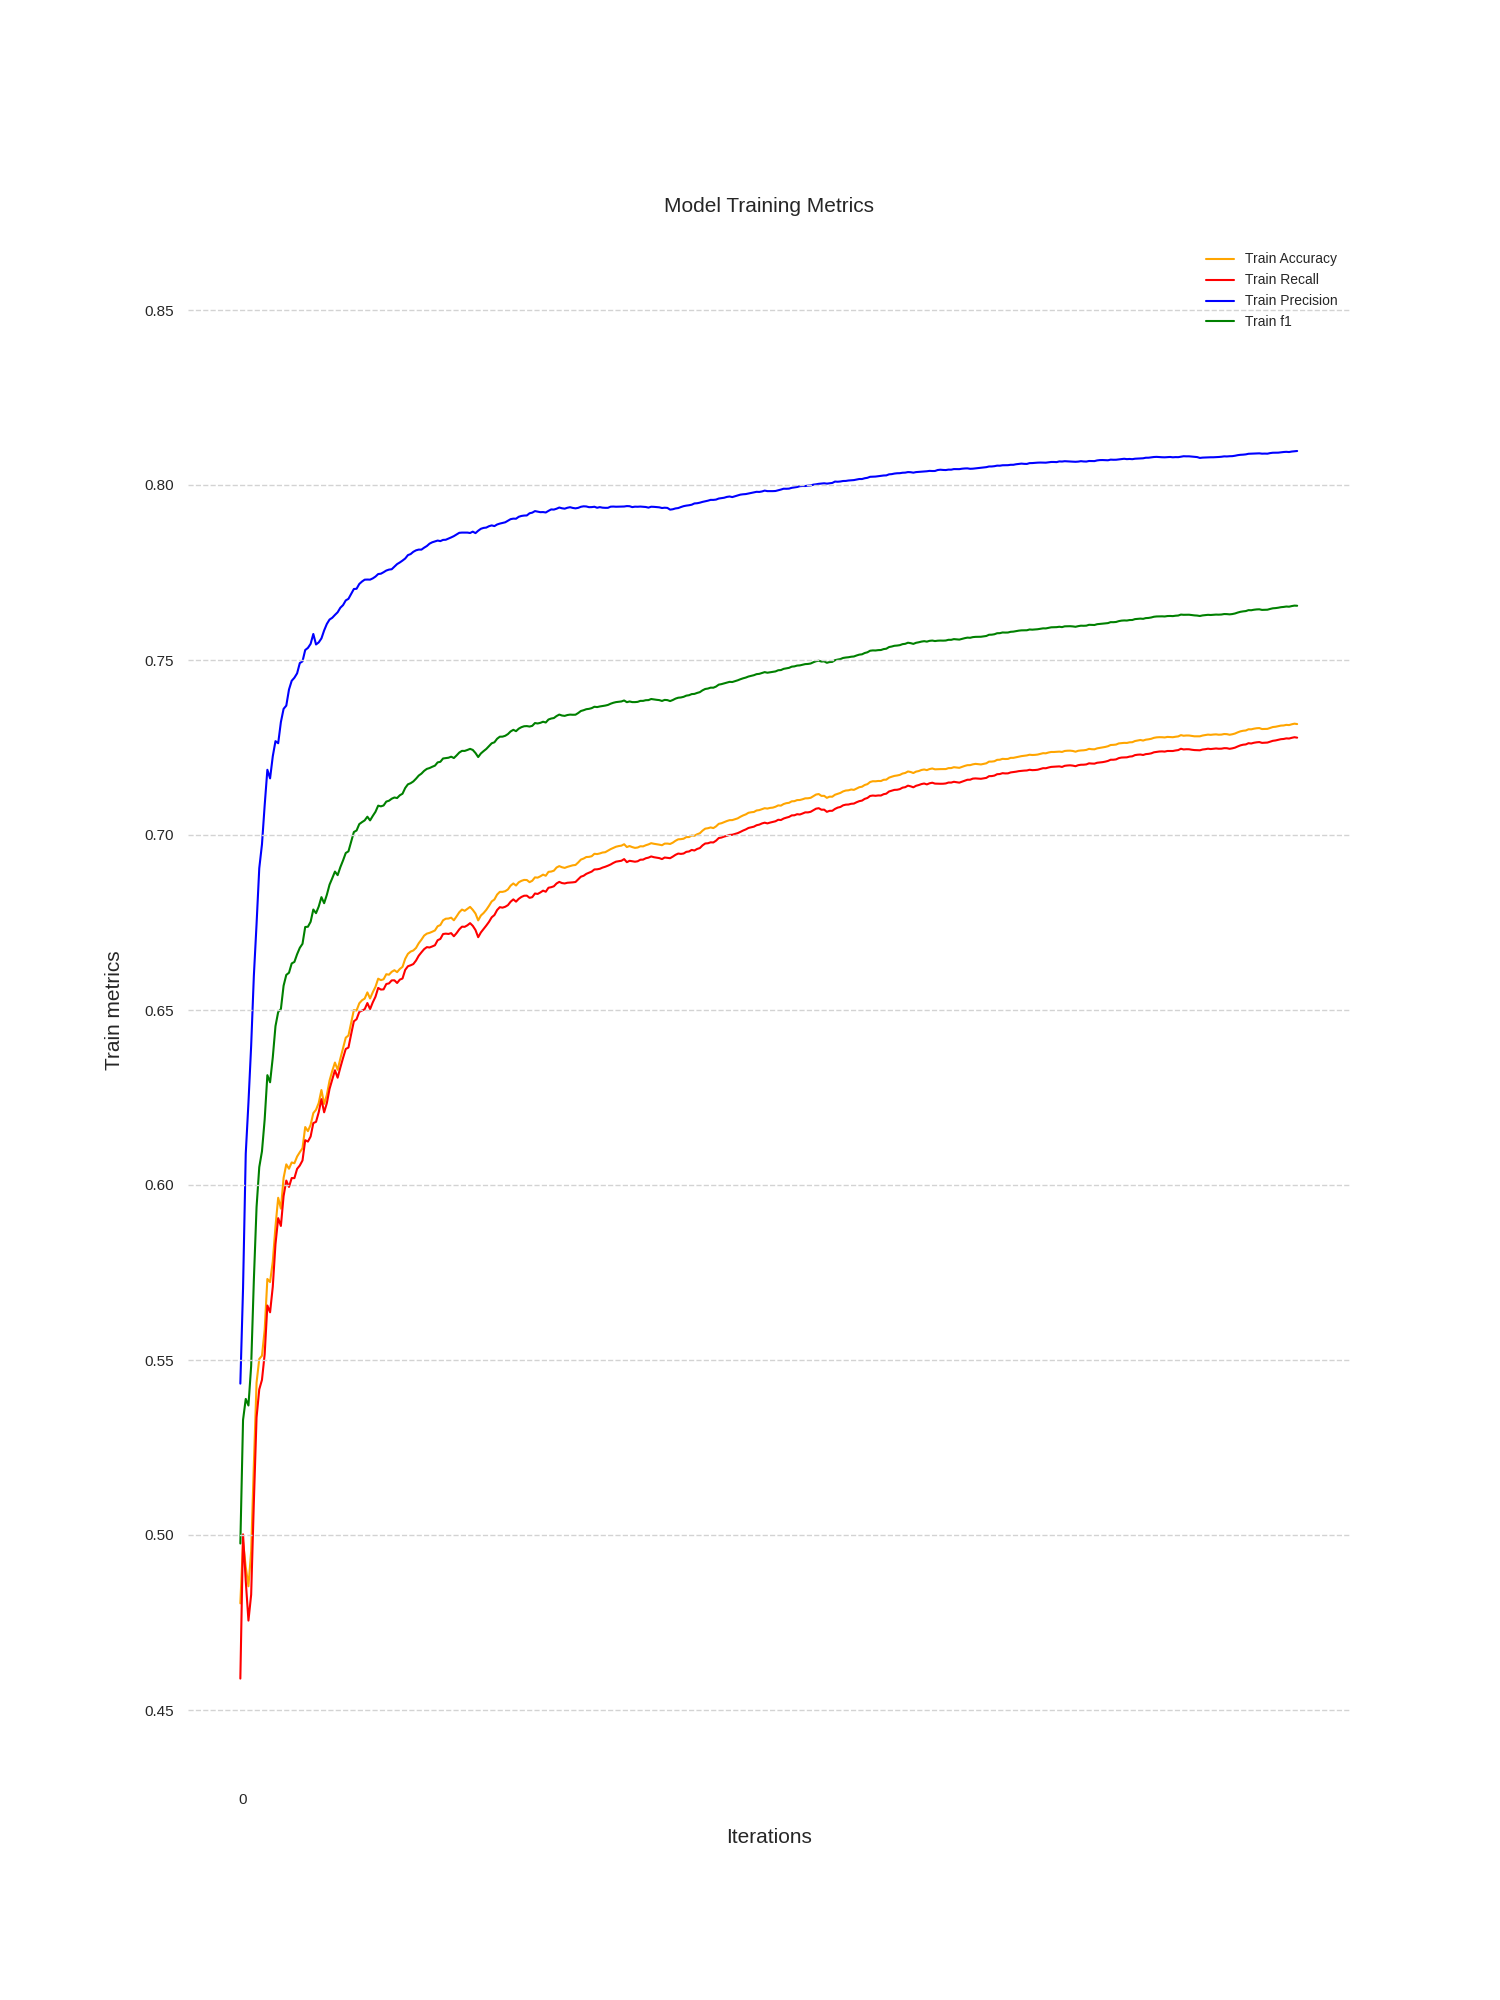 Model Training Metrics
Train Accuracy
Train Recall
Train Precision
Train f1
0.85
0.80
0.75
0.70
0.65
0.60
0.55
0.50
0.45
Train metrics
0
Iterations